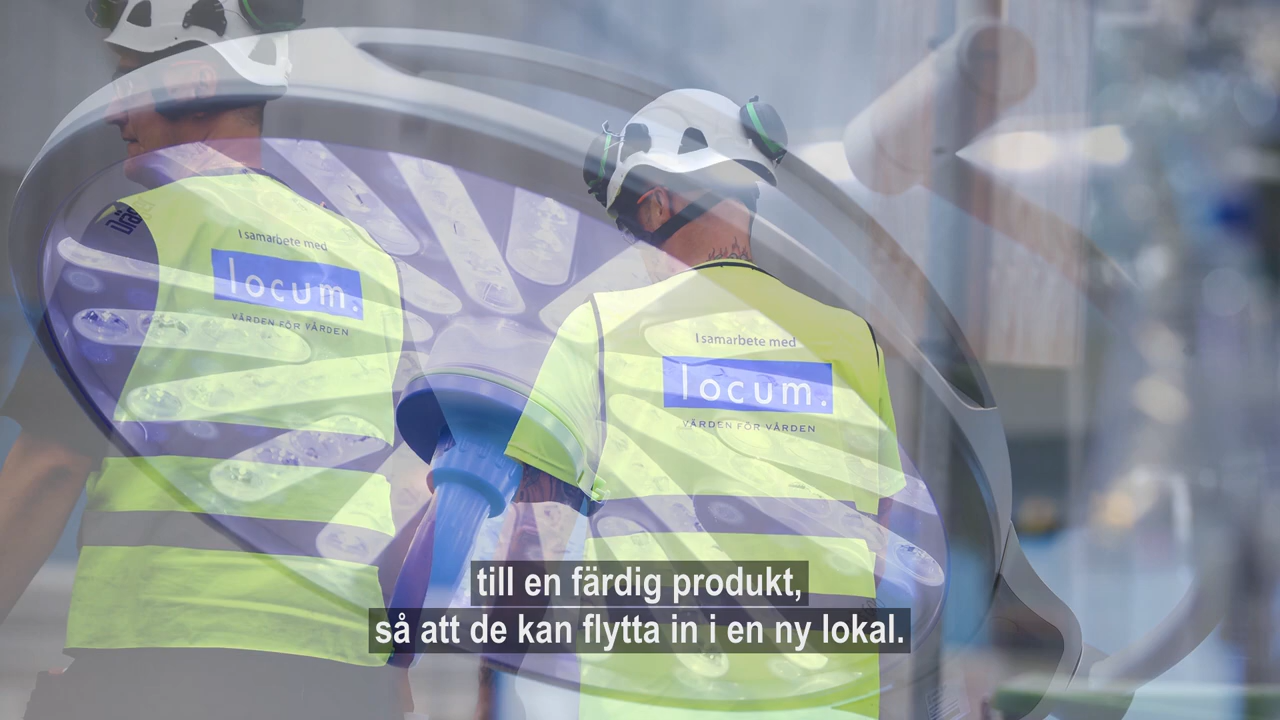 I samarbete med
locum.
VÅRDEN FÖR VÅRDEN
I samarbete med
locum.
VÅRDEN FÖR VÅRDEN
till en färdig produkt,
så att de kan flytta in i en ny lokal.